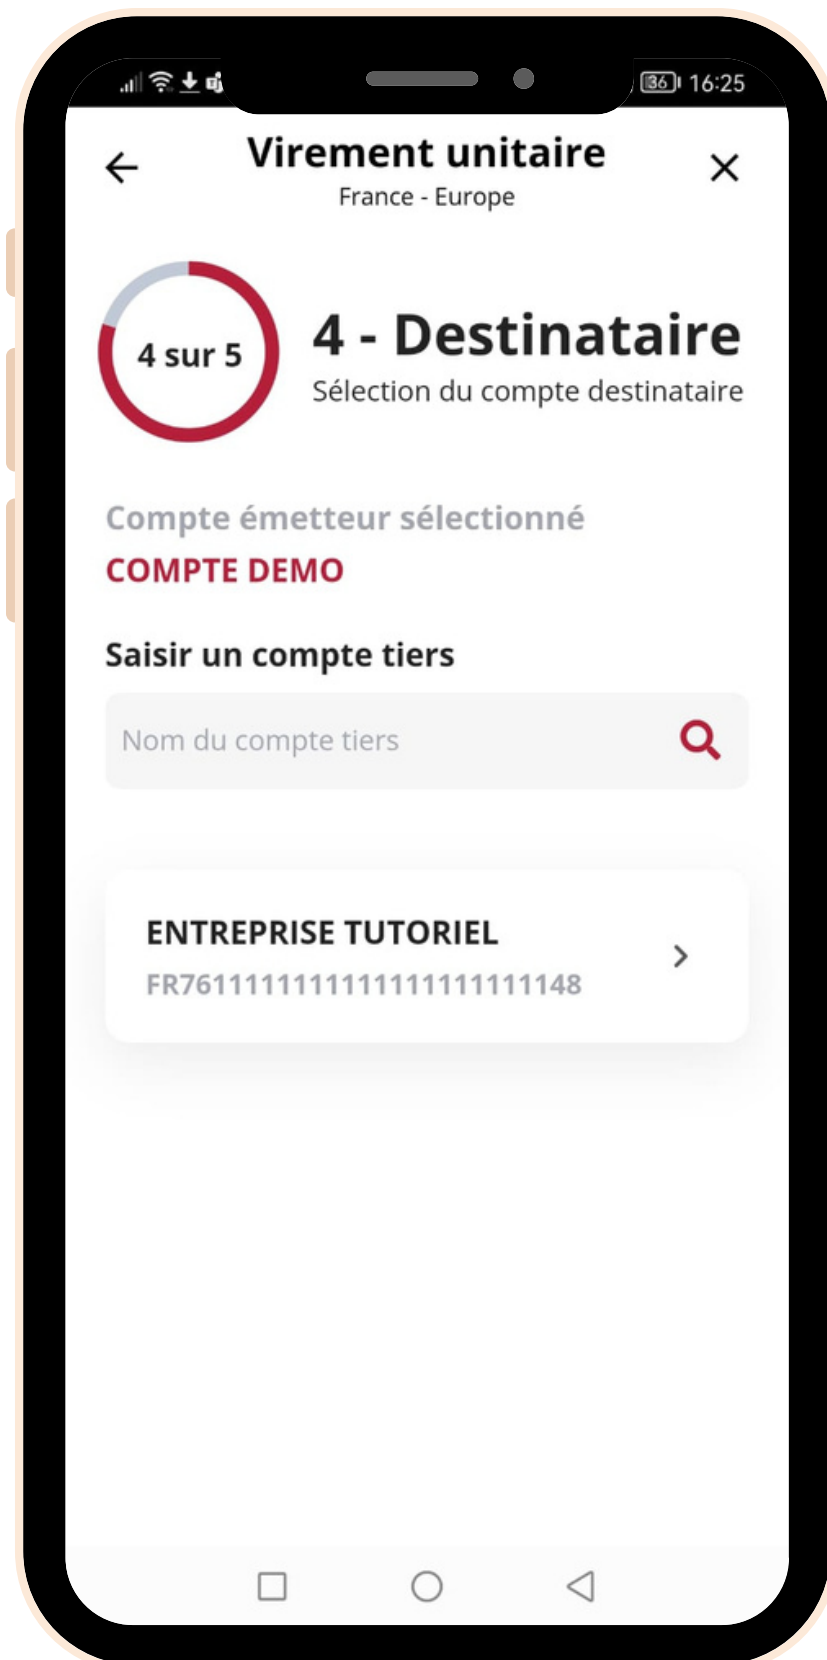 36 16:25
Virement unitaire
France - Europe
4 sur 5
4 - Destinataire
Sélection du compte destinataire
Compte émetteur sélectionné
COMPTE DEMO
Saisir un compte tiers
Nom du compte tiers
ENTREPRISE TUTORIEL
FR7611111111111111111111148